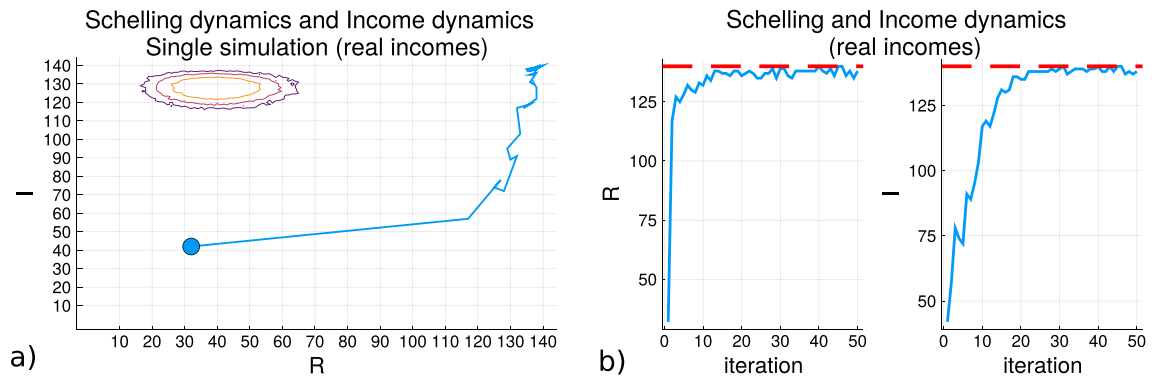 Schelling dynamics and Income dynamics
Single simulation (real incomes)
140
130
120
110
100
90
80
70
60
50
40
30
20
10
I
10 20 30 40 50 60 70 80 90 100 110 120 130 140
R
a)
Schelling and Income dynamics
(real incomes)
125
100
75
50
R
0 10 20 30 40 50
iteration
125
100
75
50
I
0 10 20 30 40 50
iteration
b)